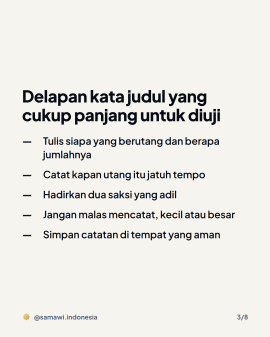 Delapan kata judul yang
cukup panjang untuk diuji
— Tulis siapa yang berutang dan berapa
jumlahnya
— Catat kapan utang itu jatuh tempo
— Hadirkan dua saksi yang adil
— Jangan malas mencatat, kecil atau besar
— Simpan catatan di tempat yang aman
@samawi.indonesia
3/8